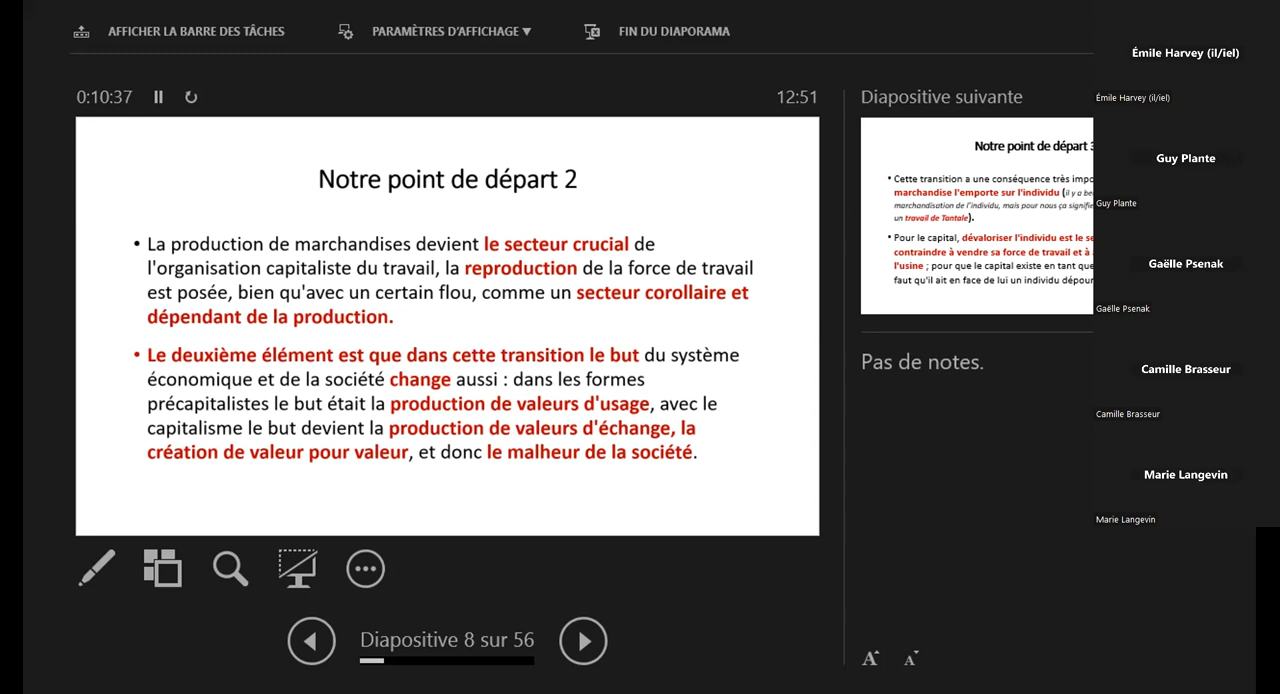 AFFICHER LA BARRE DES TÂCHES
PARAMÈTRES D'AFFICHAGE ▼
FIN DU DIAPORAMA
0:10:37
12:51
Notre point de départ 2
• La production de marchandises devient le secteur crucial de
l'organisation capitaliste du travail, la reproduction de la force de travail
est posée, bien qu'avec un certain flou, comme un secteur corollaire et
dépendant de la production.
• Le deuxième élément est que dans cette transition le but du système
économique et de la société change aussi : dans les formes
précapitalistes le but était la production de valeurs d'usage, avec le
capitalisme le but devient la production de valeurs d'échange, la
création de valeur pour valeur, et donc le malheur de la société.
Diapositive 8 sur 56
Diapositive suivante
Notre point de départ
• Cette transition a une conséquence très
marchandise l'emporte sur l'individu (il y a
marchandisation de l'individu, mais pour nous ça
un travail de Tantale).
• Pour le capital, dévaloriser l'individu est le
contraindre à vendre sa force de travail et à
l'usine ; pour que le capital existe en tant que
faut qu'il ait en face de lui un individu
Pas de notes.
A A
Émile Harvey (il/iel)
Émile Harvey (il/iel)
Guy Plante
Guy Plante
Gaëlle Psenak
Gaëlle Psenak
Camille Brasseur
Camille Brasseur
Marie Langevin
Marie Langevin